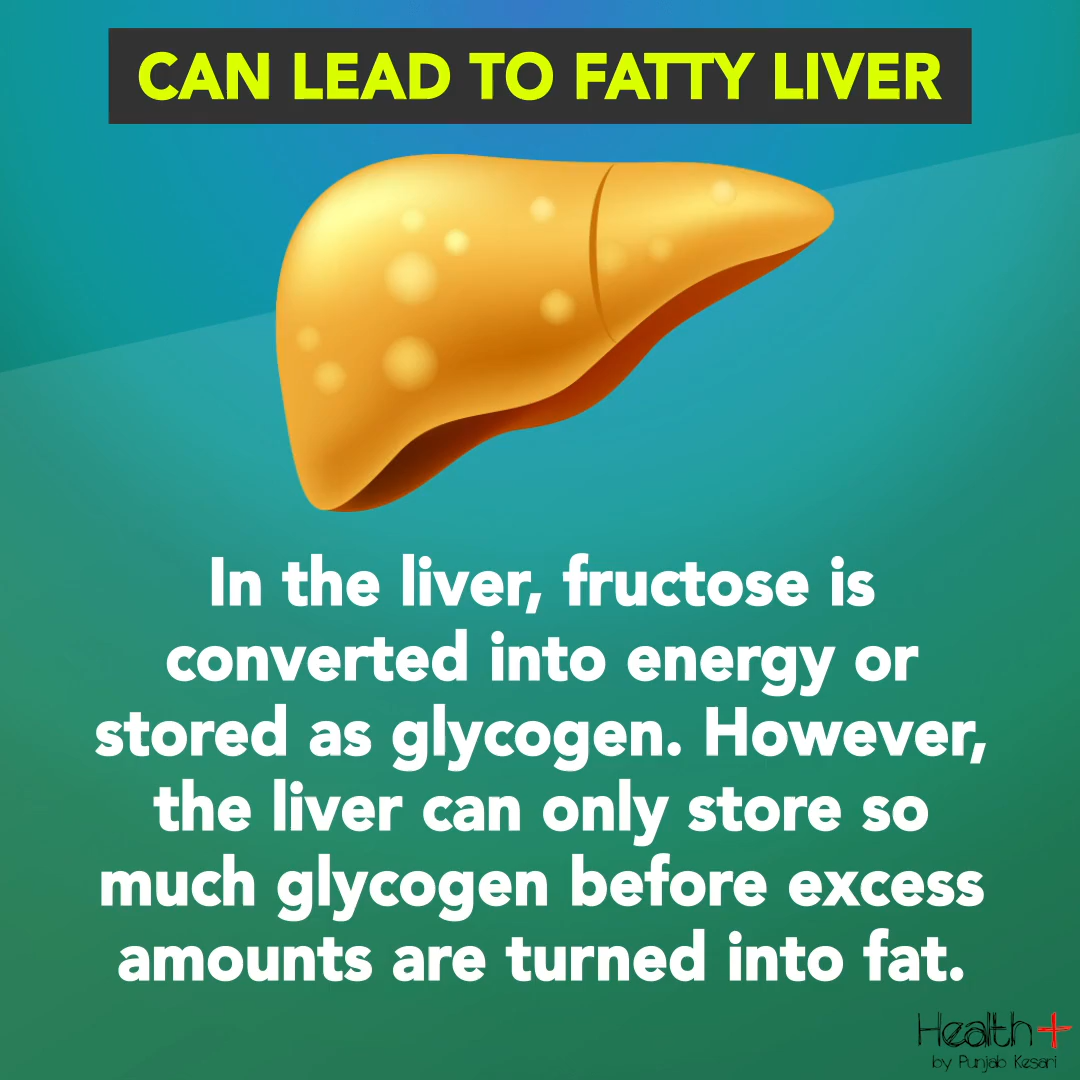 CAN LEAD TO FATTY LIVER
In the liver, fructose is
converted into energy or
stored as glycogen. However,
the liver can only store so
much glycogen before excess
amounts are turned into fat.
Health+
by Punjab Kesari